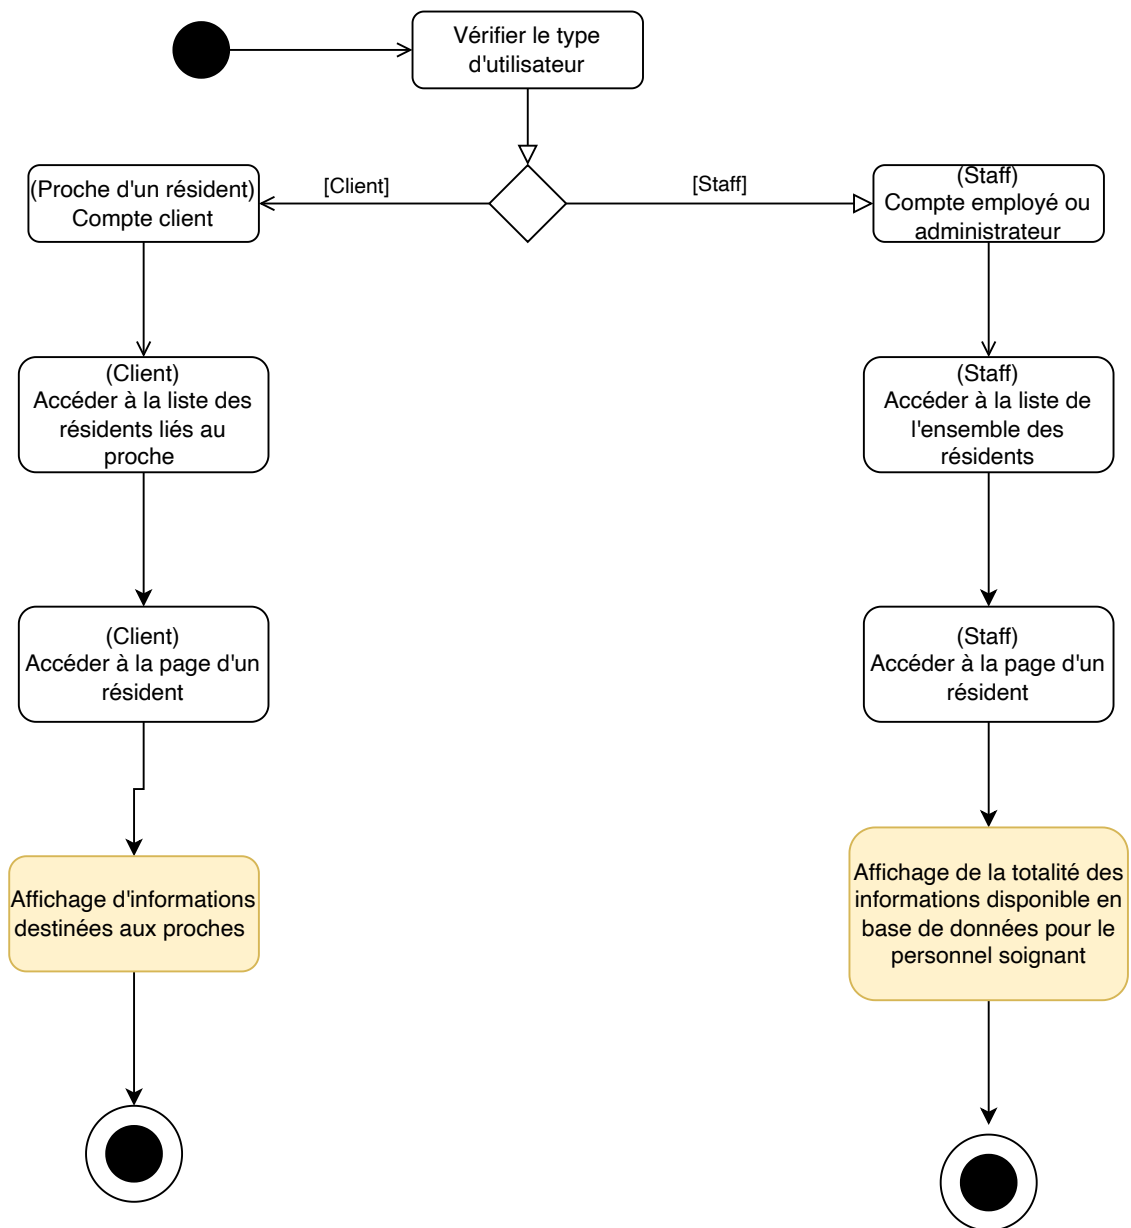 Vérifier le type
d'utilisateur
[Client]
[Staff]
(Proche d'un résident)
Compte client
(Staff)
Compte employé ou
administrateur
(Client)
Accéder à la liste des
résidents liés au
proche
(Staff)
Accéder à la liste de
l'ensemble des
résidents
(Client)
Accéder à la page d'un
résident
(Staff)
Accéder à la page d'un
résident
Affichage d'informations
destinées aux proches
Affichage de la totalité des
informations disponible en
base de données pour le
personnel soignant